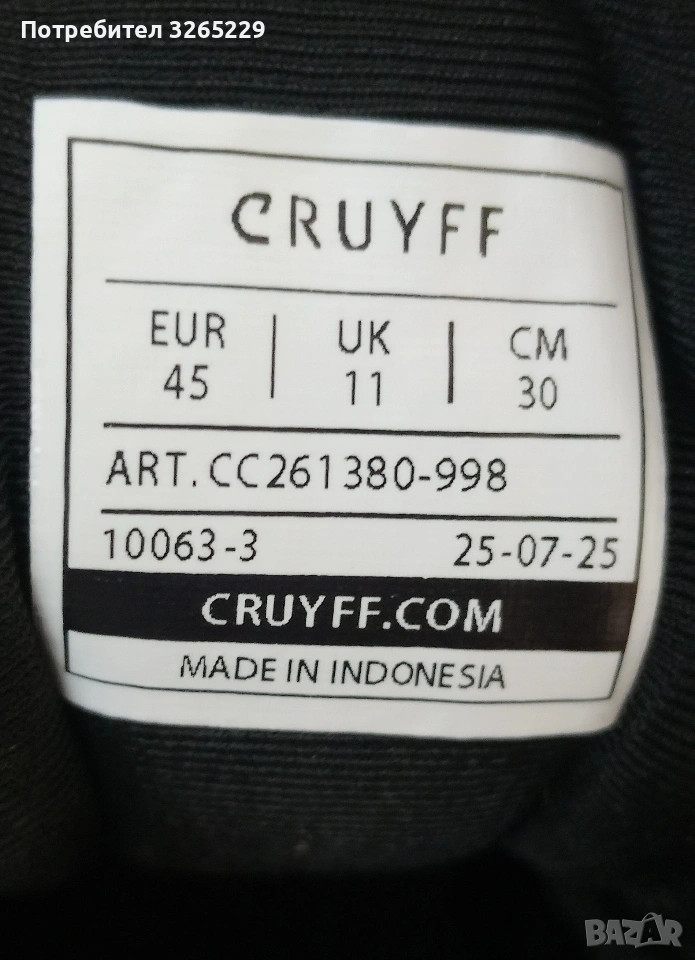 Потребител 3265229
CRUYFF
EUR | UK | CM
45 | 11 | 30
ART. CC261380-998
10063-3 25-07-25
CRUYFF.COM
MADE IN INDONESIA
BAZAR